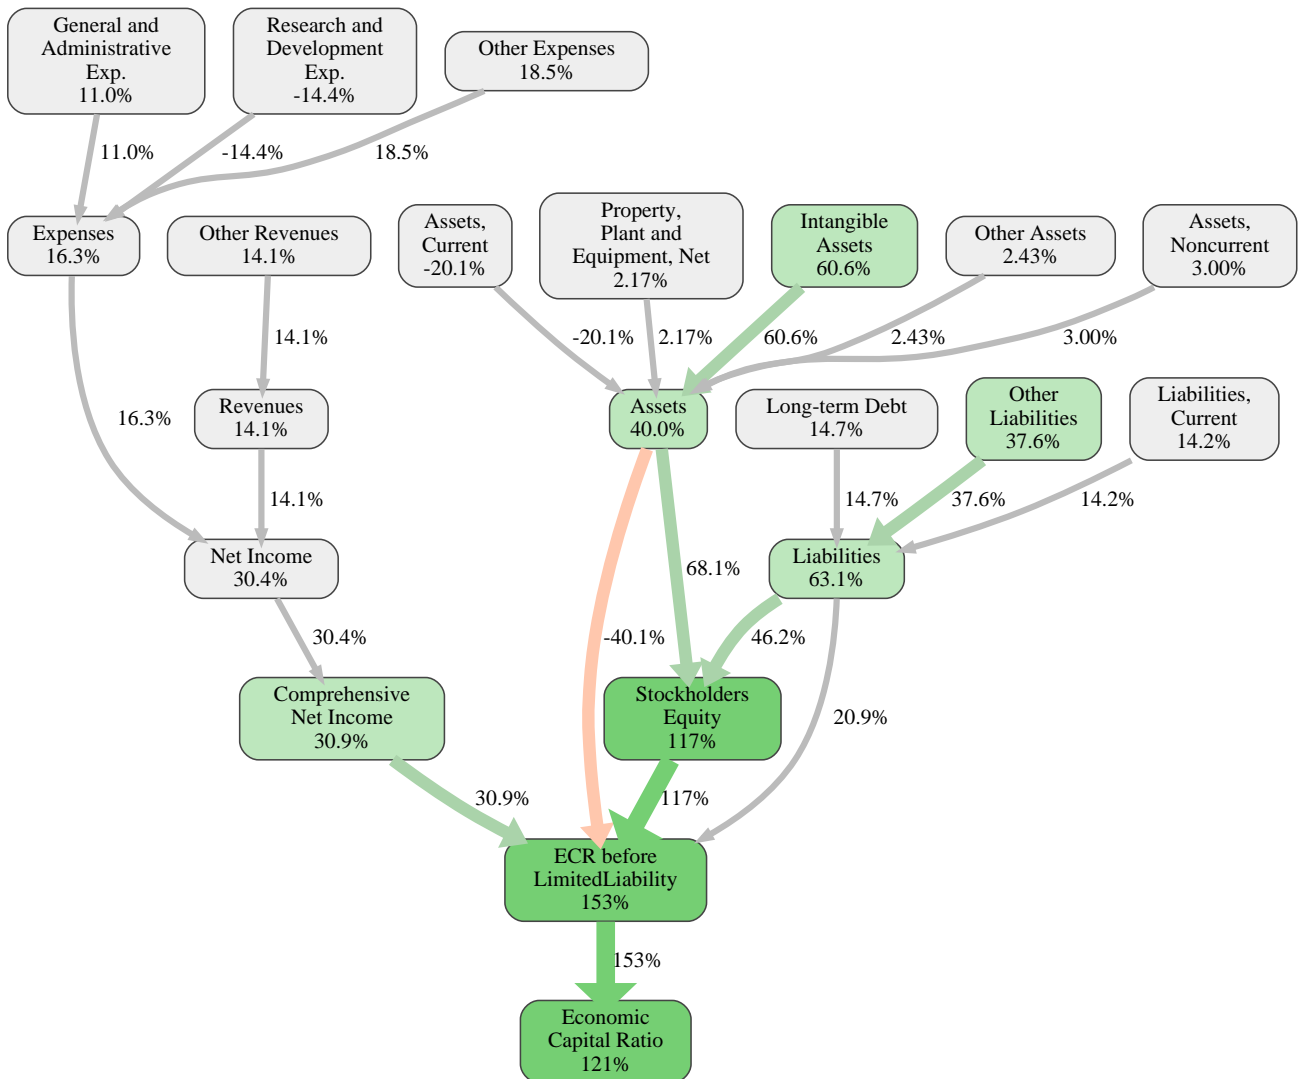 General and
Administrative
Exp.
11.0%
Research and
Development
Exp.
-14.4%
Other Expenses
18.5%
11.0%
-14.4%
18.5%
Expenses
16.3%
Other Revenues
14.1%
Assets,
Current
-20.1%
Property,
Plant and
Equipment, Net
2.17%
Intangible
Assets
60.6%
Other Assets
2.43%
Assets,
Noncurrent
3.00%
14.1%
-20.1%
2.17%
60.6%
2.43%
3.00%
16.3%
Revenues
14.1%
Assets
40.0%
Long-term Debt
14.7%
Other
Liabilities
37.6%
Liabilities,
Current
14.2%
14.1%
14.7%
37.6%
14.2%
Net Income
30.4%
68.1%
Liabilities
63.1%
30.4%
-40.1%
46.2%
Comprehensive
Net Income
30.9%
Stockholders
Equity
117%
20.9%
30.9%
117%
ECR before
LimitedLiability
153%
153%
Economic
Capital Ratio
121%